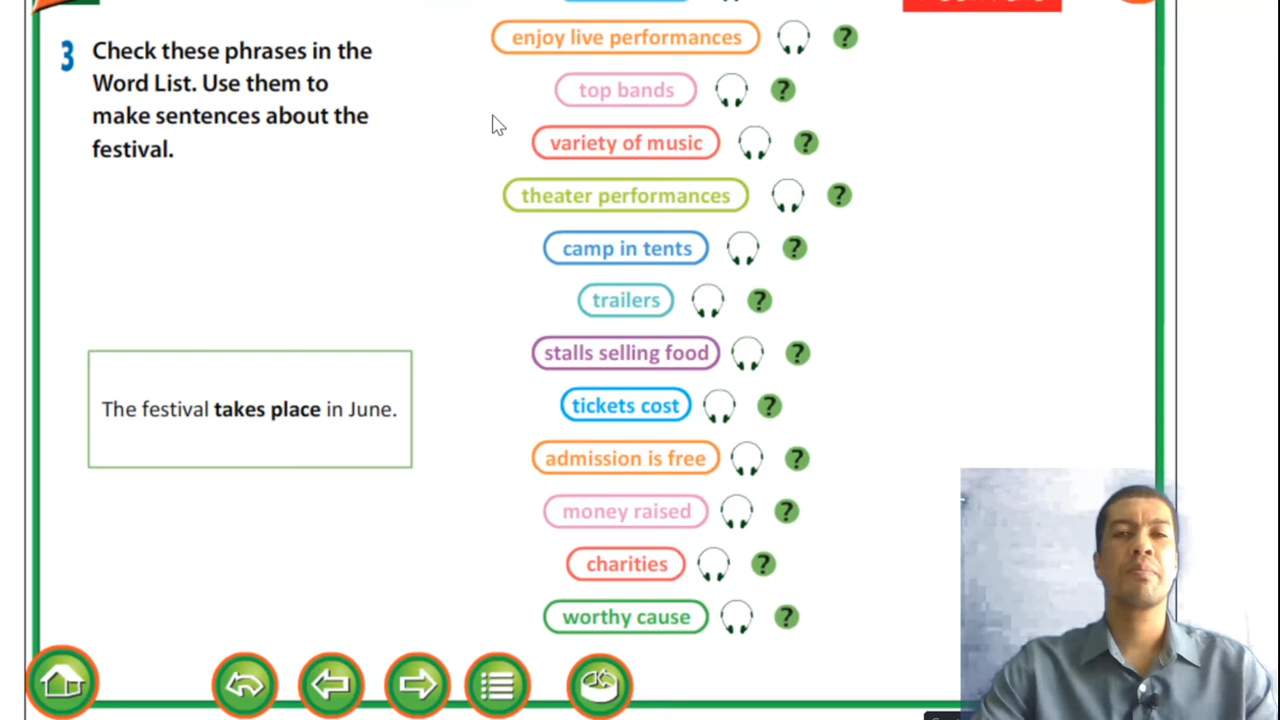 3 Check these phrases in the
Word List. Use them to
make sentences about the
festival.
The festival takes place in June.
enjoy live performances ?
top bands ?
variety of music ?
theater performances ?
camp in tents ?
trailers ?
stalls selling food ?
tickets cost ?
admission is free ?
money raised ?
charities ?
worthy cause ?